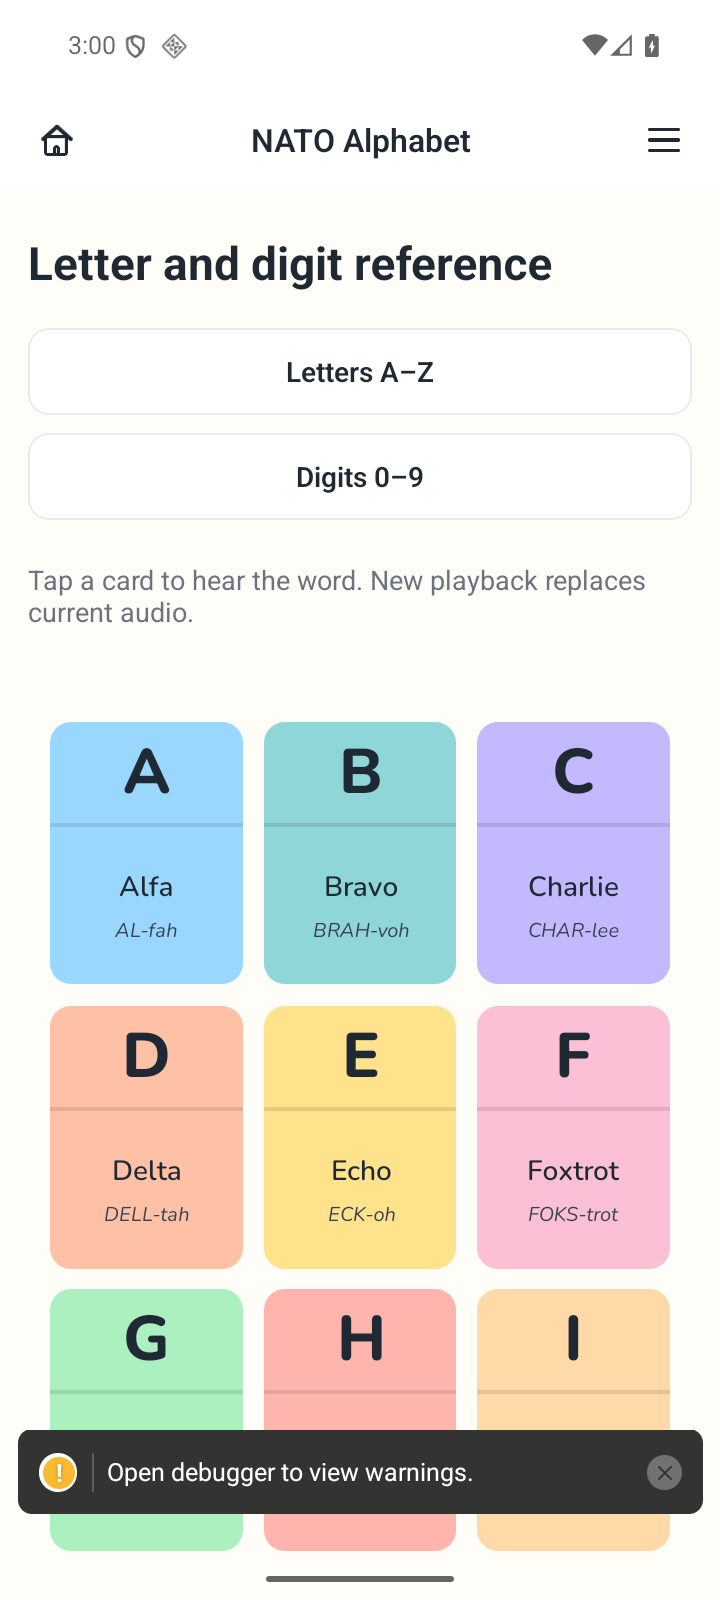 3:00
NATO Alphabet
Letter and digit reference
Letters A–Z
Digits 0–9
Tap a card to hear the word. New playback replaces
current audio.
A
B
C
Alfa
Bravo
Charlie
AL-fah
BRAH-voh
CHAR-lee
D
E
F
Delta
Echo
Foxtrot
DELL-tah
ECK-oh
FOKS-trot
G
H
I
Open debugger to view warnings.